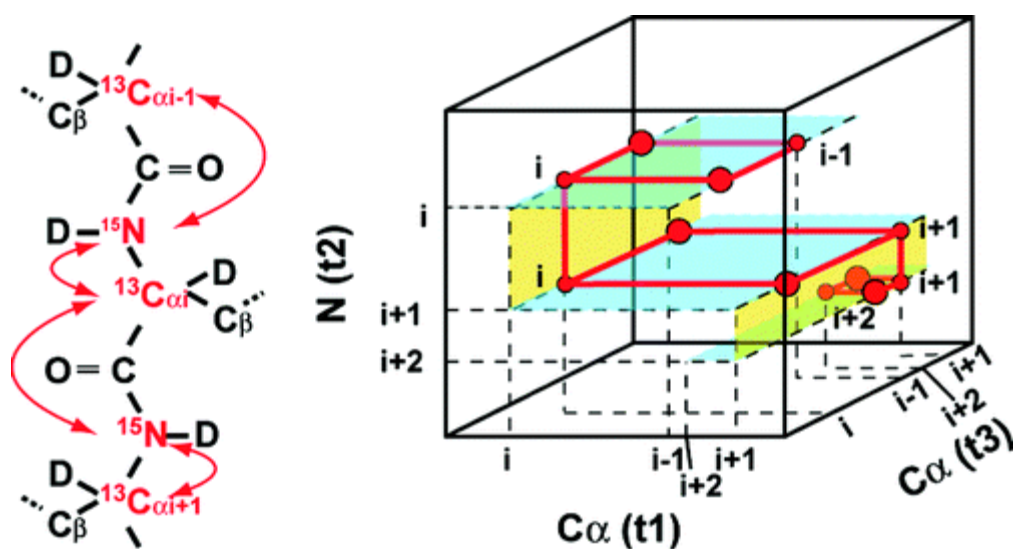 D
13Cαi-1
Cβ
C=O
D-15N
13Cαi
D
Cβ
O=C
15N-D
D
13Cαi+1
Cβ
N (t2)
i
i+1
i+2
i
i-1
i
i+1
i+1
i+2
i
i-1
i+1
i+2
Cα (t1)
i
i-1
i+2
i+1
Cα (t3)